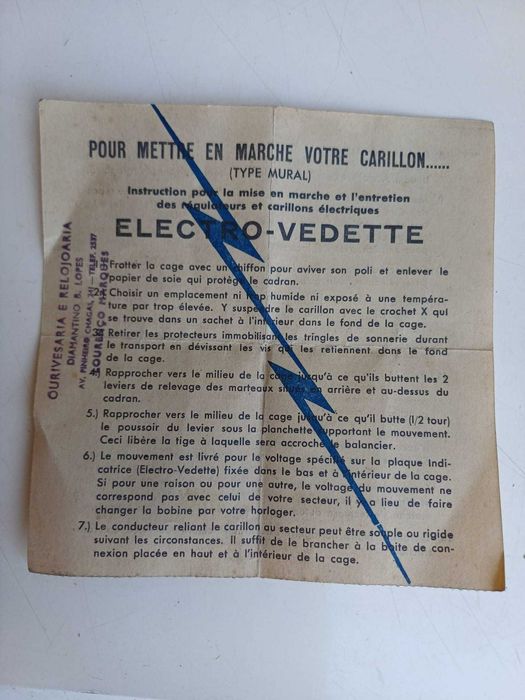 POUR METTRE EN MARCHE VOTRE CARILLON......
(TYPE MURAL)
Instruction pour la mise en marche et l'entretien
des régulateurs et carillons électriques
ELECTRO-VEDETTE
Frotter la cage avec un chiffon pour aviver son poli et enlever le
papier de soie qui protège le cadran.
2.) Choisir un emplacement ni trop humide ni exposé à une tempéra-
ture par trop élevée. Y suspendre le carillon avec le crochet X qui
se trouve dans un sachet à l'intérieur dans le fond de la cage.
Retirer les protecteurs immobilisant les tringles de sonnerie durant
le transport en dévissant les vis qui les retiennent dans le fond
de la cage.
Rapprocher vers le milieu de la cage jusqu'à ce qu'ils buttent les 2
leviers de relevage des marteaux situés en arrière et au-dessus du
cadran.
5.) Rapprocher vers le milieu de la cage jusqu'à ce qu'il butte (1/2 tour)
le poussoir du levier sous la planchette supportant le mouvement.
Ceci libère la tige à laquelle sera accroché le balancier.
6.) Le mouvement est livré pour le voltage spécifié sur la plaque Indi-
catrice (Electro-Vedette) fixée dans le bas et à l'intérieur de la cage.
Si pour une raison ou pour une autre, le voltage du mouvement ne
correspond pas avec celui de votre secteur, il y a lieu de faire
changer la bobine par votre horloger.
7.) Le conducteur reliant le carillon au secteur peut être souple ou rigide
suivant les circonstances. Il suffit de le brancher à la boite de con-
nexion placée en haut et à l'intérieur de la cage.
OURIVESARIA E RELOJOARIA
DIAMANTINO B. LOPES
AV. PINHEIRO CHAGAS, — TELEF. 2537
LOURENÇO MARQUES